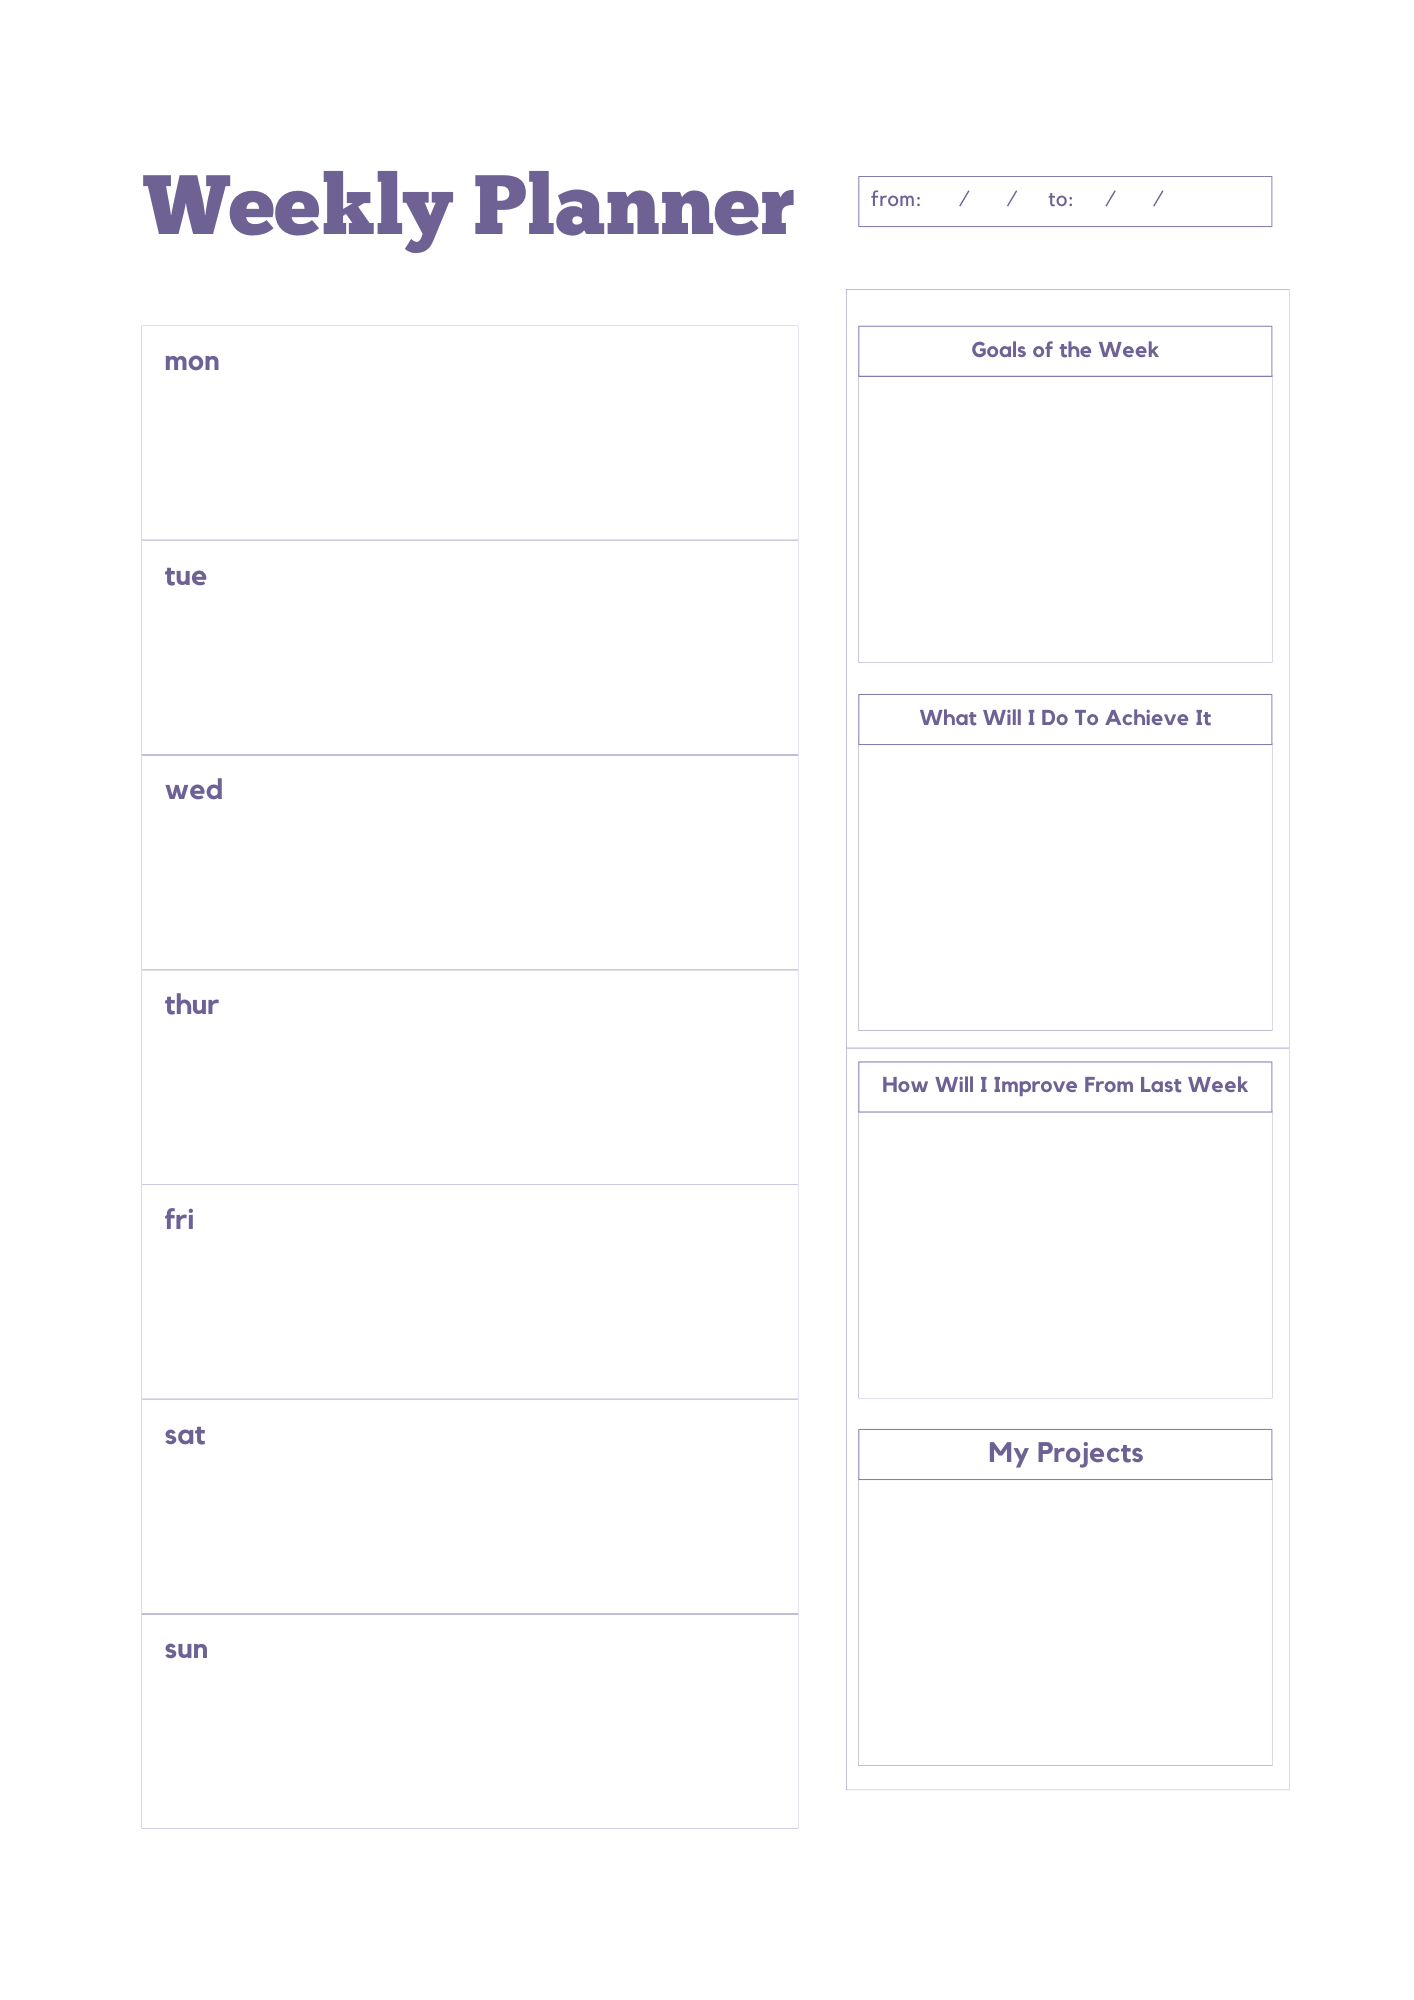 Weekly Planner
from: / / to: / /
mon
tue
wed
thur
fri
sat
sun
Goals of the Week
What Will I Do To Achieve It
How Will I Improve From Last Week
My Projects